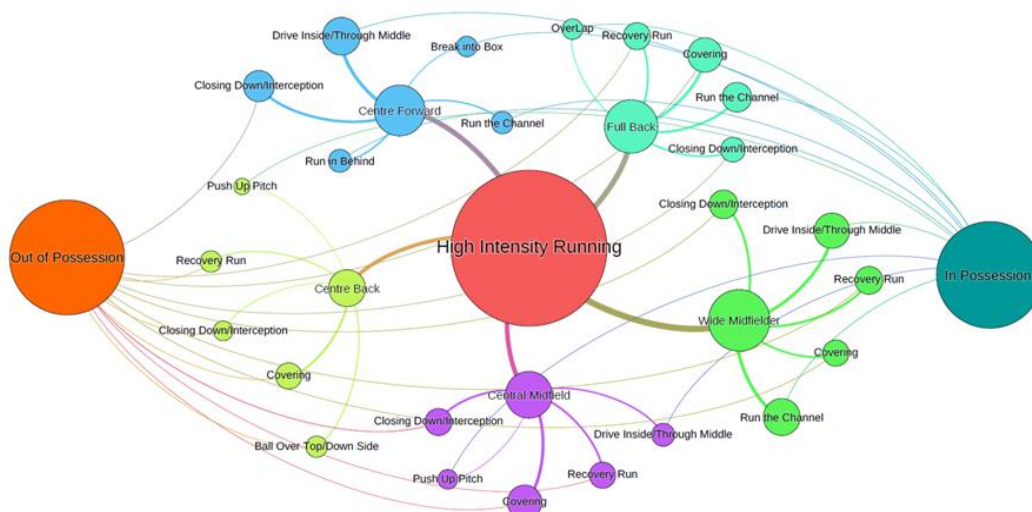 OverLap
Drive Inside/Through Middle
Recovery Run
Break into Box
Covering
Closing Down/Interception
Run the Channel
Centre Forward
Run the Channel
Full Back
Closing Down/Interception
Run in Behind
Push Up Pitch
Closing Down/Interception
Drive Inside/Through Middle
High Intensity Running
Out of Possession
Recovery Run
Recovery Run
In Possession
Centre Back
Wide Midfielder
Closing Down/Interception
Covering
Covering
Central Midfield
Closing Down/Interception
Run the Channel
Drive Inside/Through Middle
Ball Over Top/Down Side
Push Up Pitch
Recovery Run
Covering